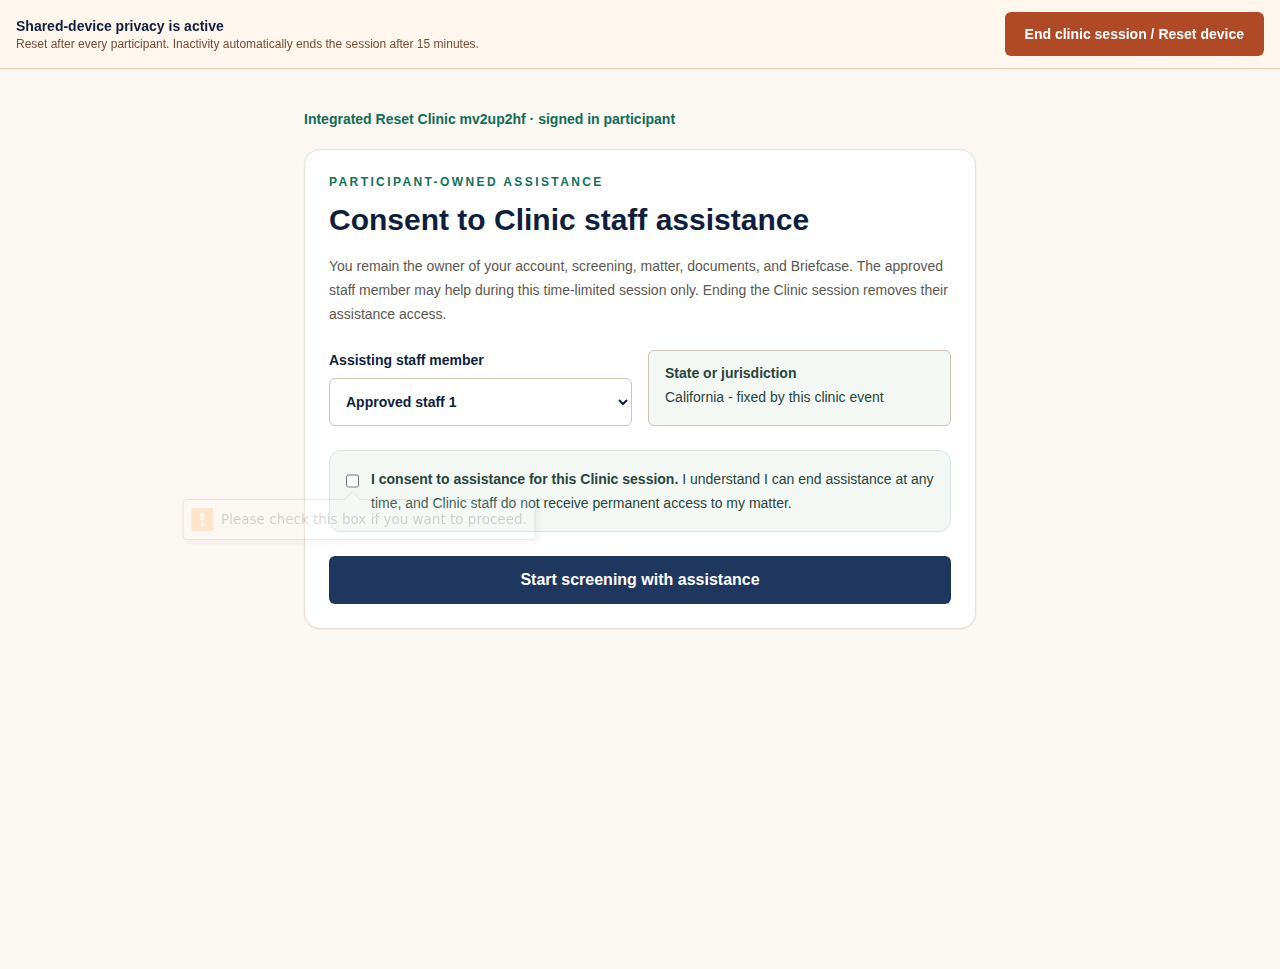 Shared-device privacy is active
Reset after every participant. Inactivity automatically ends the session after 15 minutes.
End clinic session / Reset device
Integrated Reset Clinic mv2up2hf · signed in participant
PARTICIPANT-OWNED ASSISTANCE
Consent to Clinic staff assistance
You remain the owner of your account, screening, matter, documents, and Briefcase. The approved
staff member may help during this time-limited session only. Ending the Clinic session removes their
assistance access.
Assisting staff member
Approved staff 1
State or jurisdiction
California - fixed by this clinic event
I consent to assistance for this Clinic session. I understand I can end assistance at any
time, and Clinic staff do not receive permanent access to my matter.
Please check this box if you want to proceed.
Start screening with assistance